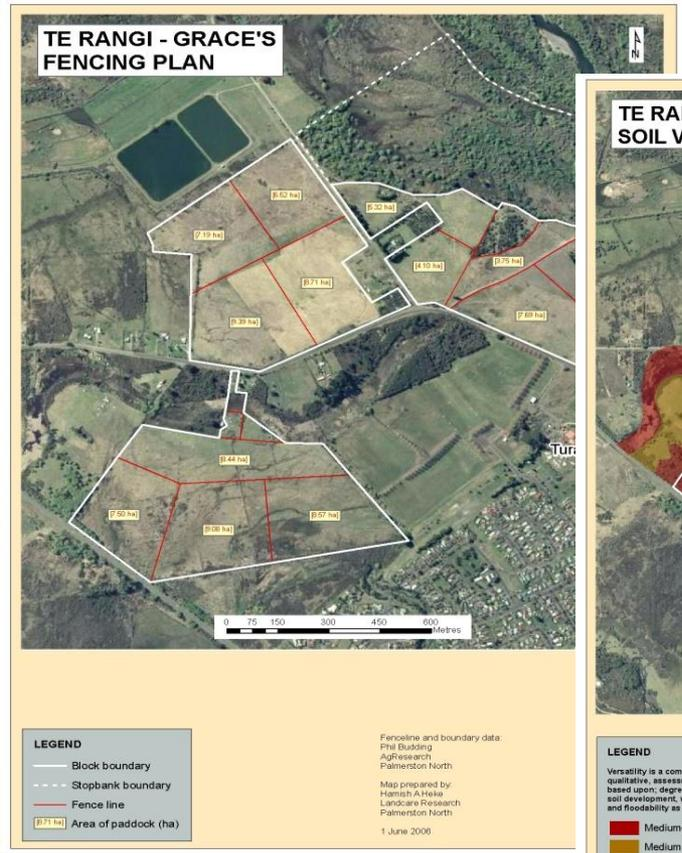 TE RANGI - GRACE'S
FENCING PLAN
N
[6.52 ha]
[7.19 ha]
[8.71 ha]
[9.39 ha]
[4.10 ha]
[3.75 ha]
[7.69 ha]
[8.44 ha]
[7.50 ha]
[9.08 ha]
[8.57 ha]
Tura
0 75 150 300 450 600
Metres
LEGEND
Block boundary
Stopbank boundary
Fence line
[8.71 ha] Area of paddock (ha)
Fenceline and boundary data:
Phil Budding
AgResearch
Palmerston North
Map prepared by:
Hamish A Heke
Landcare Research
Palmerston North
1 June 2006
TE RA
SOIL V
LEGEND
Versatility is a com
qualitative, assess
based upon; degre
soil development, 
and floodability as
Medium
Medium